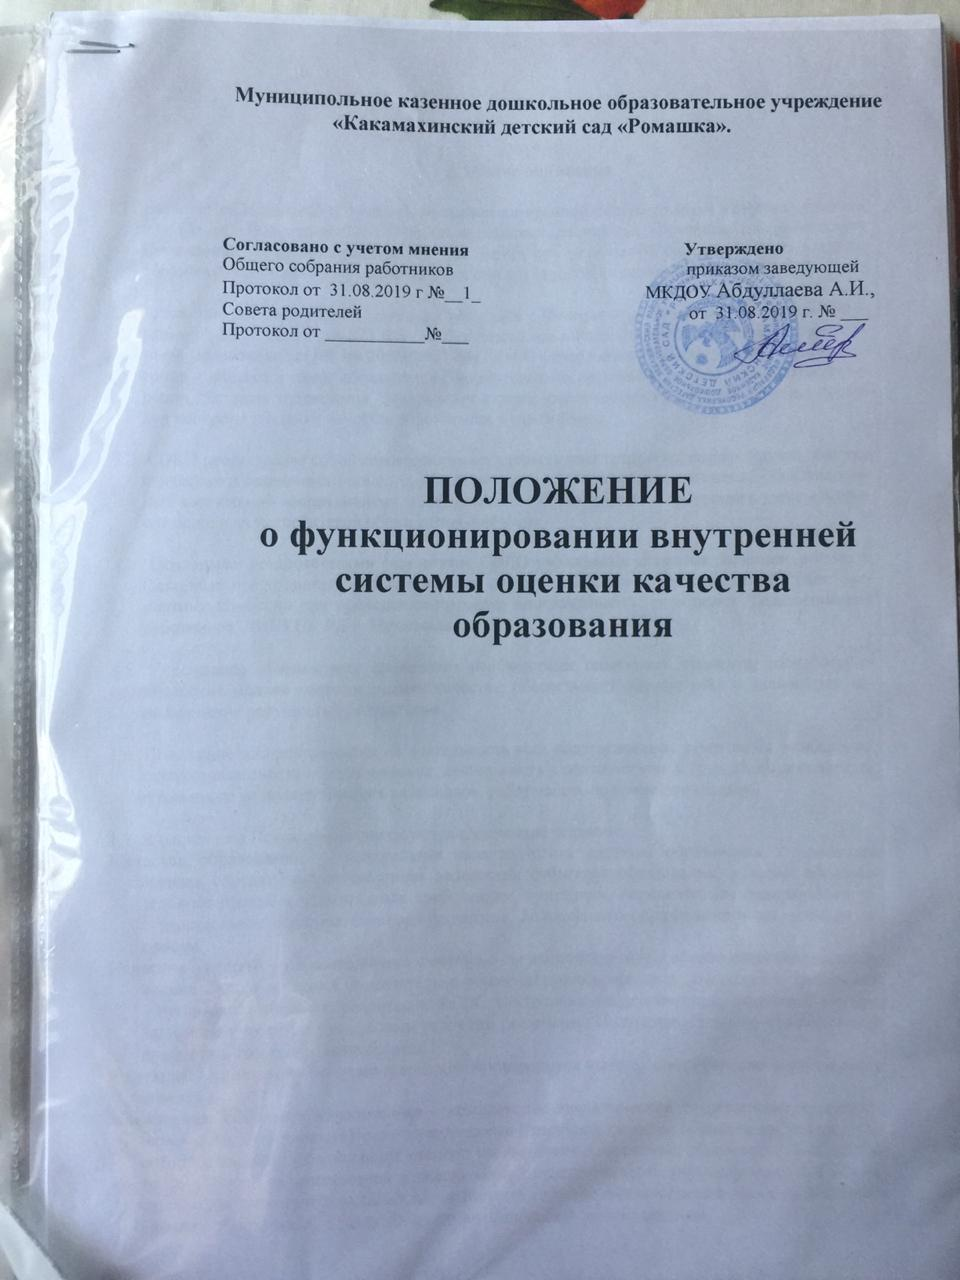 Муниципольное казенное дошкольное образовательное учреждение
«Какамахинский детский сад «Ромашка».
Согласовано с учетом мнения
Общего собрания работников
Протокол от 31.08.2019 г №__1_
Совета родителей
Протокол от ___________№___
Утверждено
приказом заведующей
МКДОУ Абдуллаева А.И.,
от 31.08.2019 г. № ___
ПОЛОЖЕНИЕ
о функционировании внутренней
системы оценки качества
образования